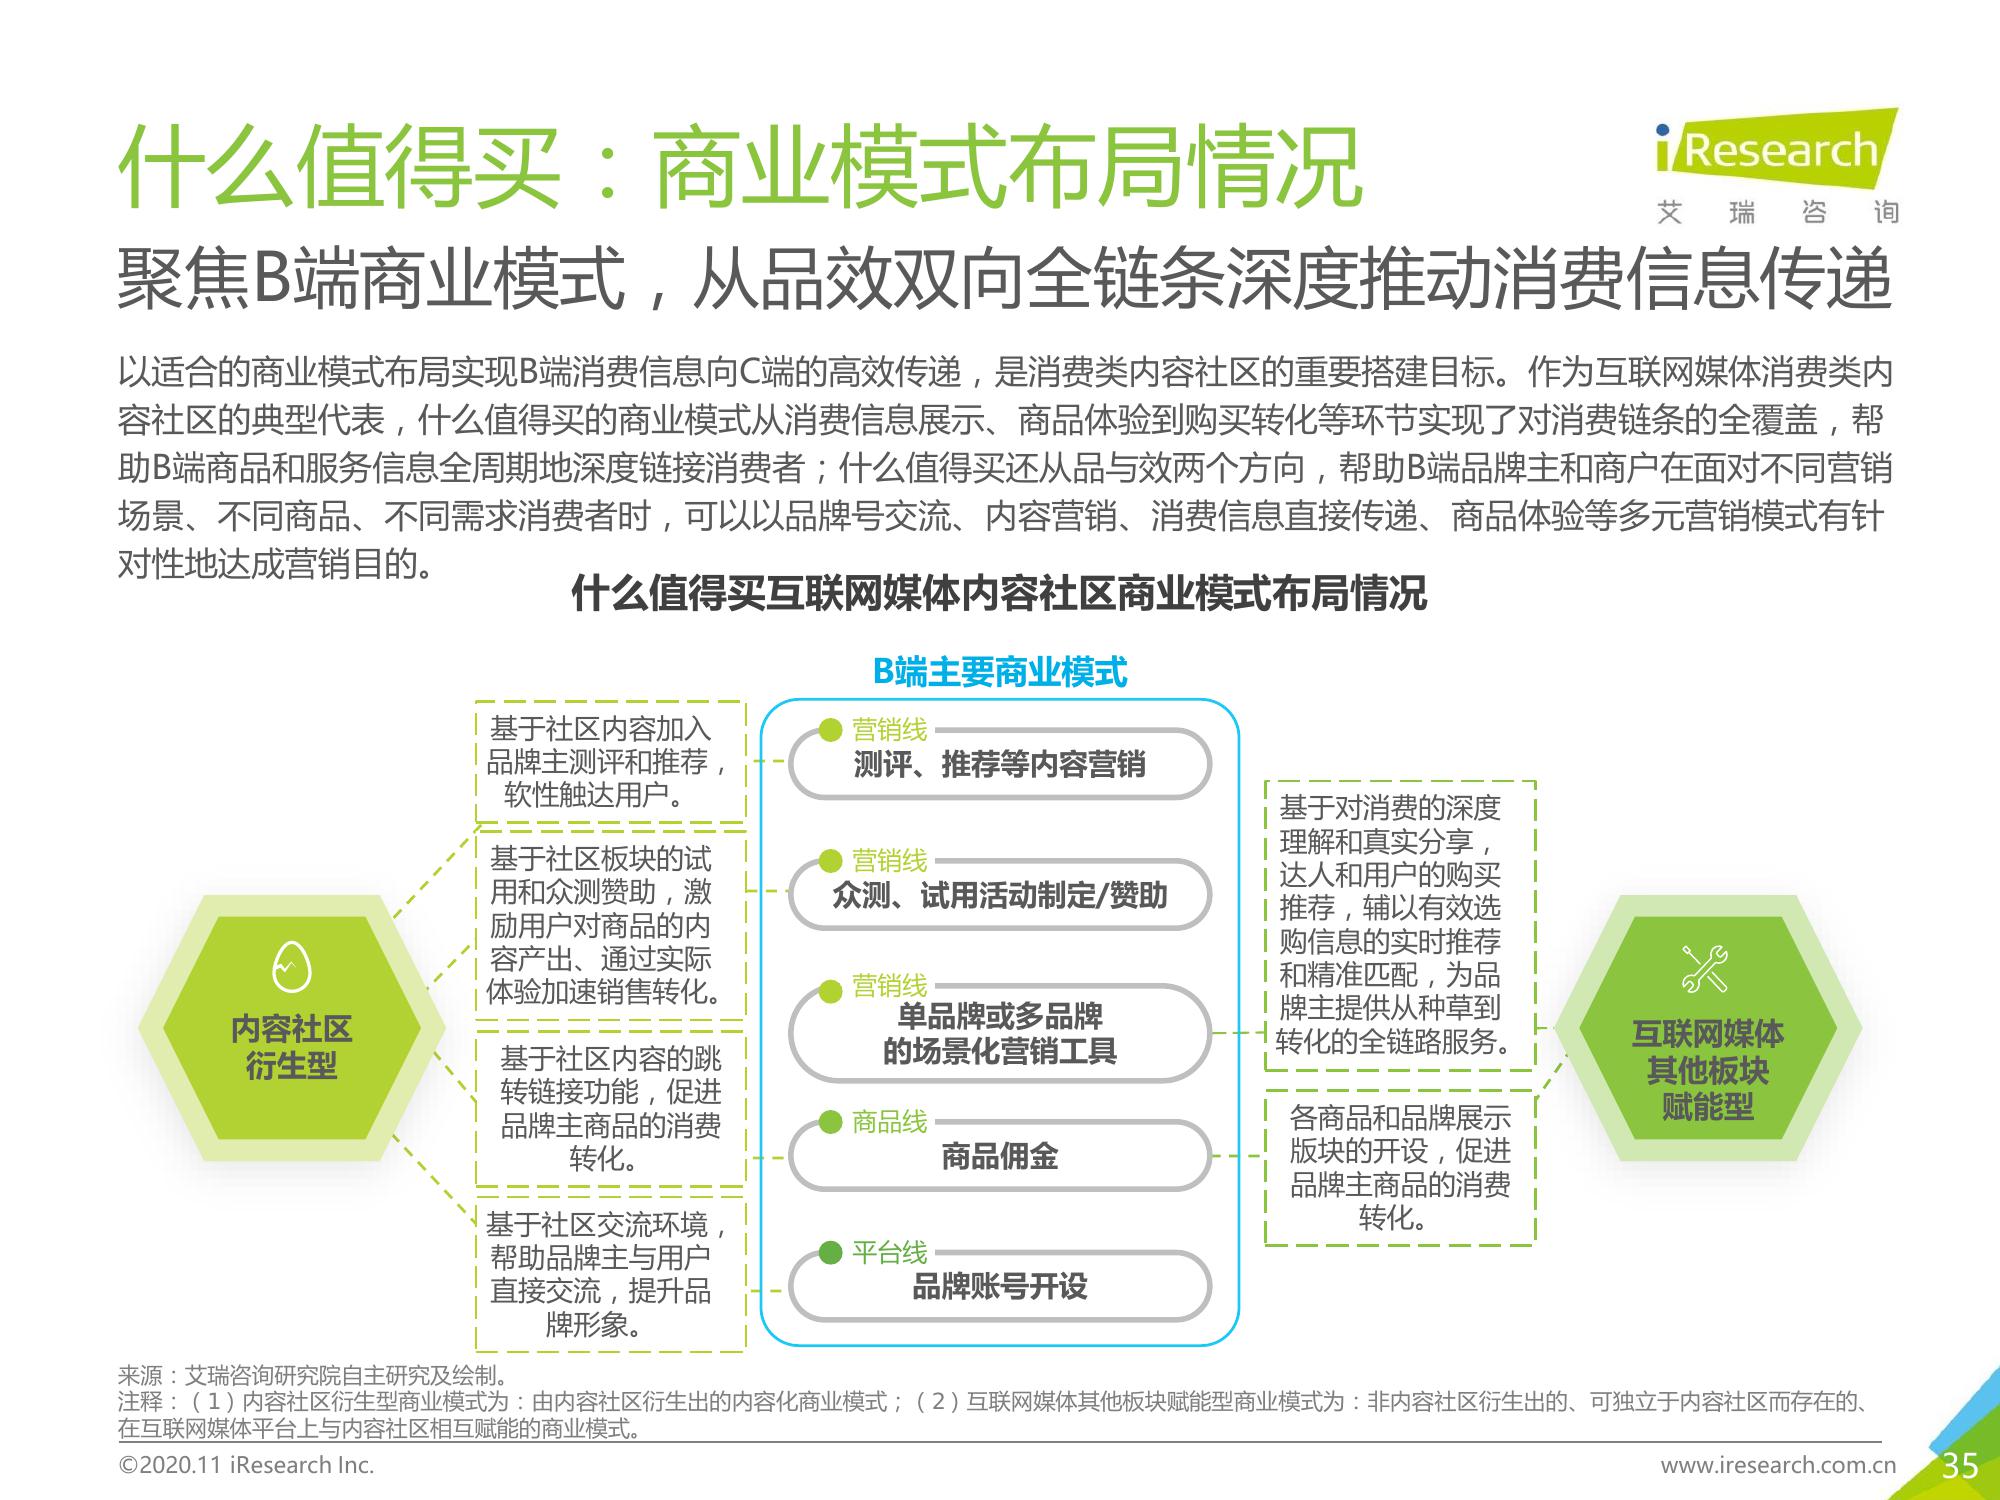 什么值得买：商业模式布局情况
iResearch
艾瑞咨询
聚焦B端商业模式，从品效双向全链条深度推动消费信息传递
以适合的商业模式布局实现B端消费信息向C端的高效传递，是消费类内容社区的重要搭建目标。作为互联网媒体消费类内
容社区的典型代表，什么值得买的商业模式从消费信息展示、商品体验到购买转化等环节实现了对消费链条的全覆盖，帮
助B端商品和服务信息全周期地深度链接消费者；什么值得买还从品与效两个方向，帮助B端品牌主和商户在面对不同营销
场景、不同商品、不同需求消费者时，可以以品牌号交流、内容营销、消费信息直接传递、商品体验等多元营销模式有针
对性地达成营销目的。
什么值得买互联网媒体内容社区商业模式布局情况
B端主要商业模式
内容社区
衍生型
基于社区内容加入
品牌主测评和推荐，
软性触达用户。
基于社区板块的试
用和众测赞助，激
励用户对商品的内
容产出、通过实际
体验加速销售转化。
基于社区内容的跳
转链接功能，促进
品牌主商品的消费
转化。
基于社区交流环境，
帮助品牌主与用户
直接交流，提升品
牌形象。
营销线
测评、推荐等内容营销
营销线
众测、试用活动制定/赞助
营销线
单品牌或多品牌
的场景化营销工具
商品线
商品佣金
平台线
品牌账号开设
基于对消费的深度
理解和真实分享，
达人和用户的购买
推荐，辅以有效选
购信息的实时推荐
和精准匹配，为品
牌主提供从种草到
转化的全链路服务。
各商品和品牌展示
版块的开设，促进
品牌主商品的消费
转化。
互联网媒体
其他板块
赋能型
来源：艾瑞咨询研究院自主研究及绘制。
注释：（1）内容社区衍生型商业模式为：由内容社区衍生出的内容化商业模式；（2）互联网媒体其他板块赋能型商业模式为：非内容社区衍生出的、可独立于内容社区而存在的、
在互联网媒体平台上与内容社区相互赋能的商业模式。
©2020.11 iResearch Inc.
www.iresearch.com.cn
35